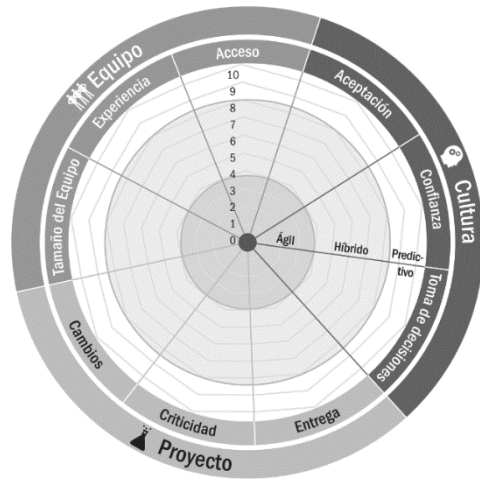 Equipo
Acceso
Experiencia
Tamaño del Equipo
Cultura
Aceptación
Confianza
Toma de decisiones
Proyecto
Cambios
Criticidad
Entrega
10
9
8
7
6
5
4
3
2
1
0
Ágil
Híbrido
Predic-
tivo